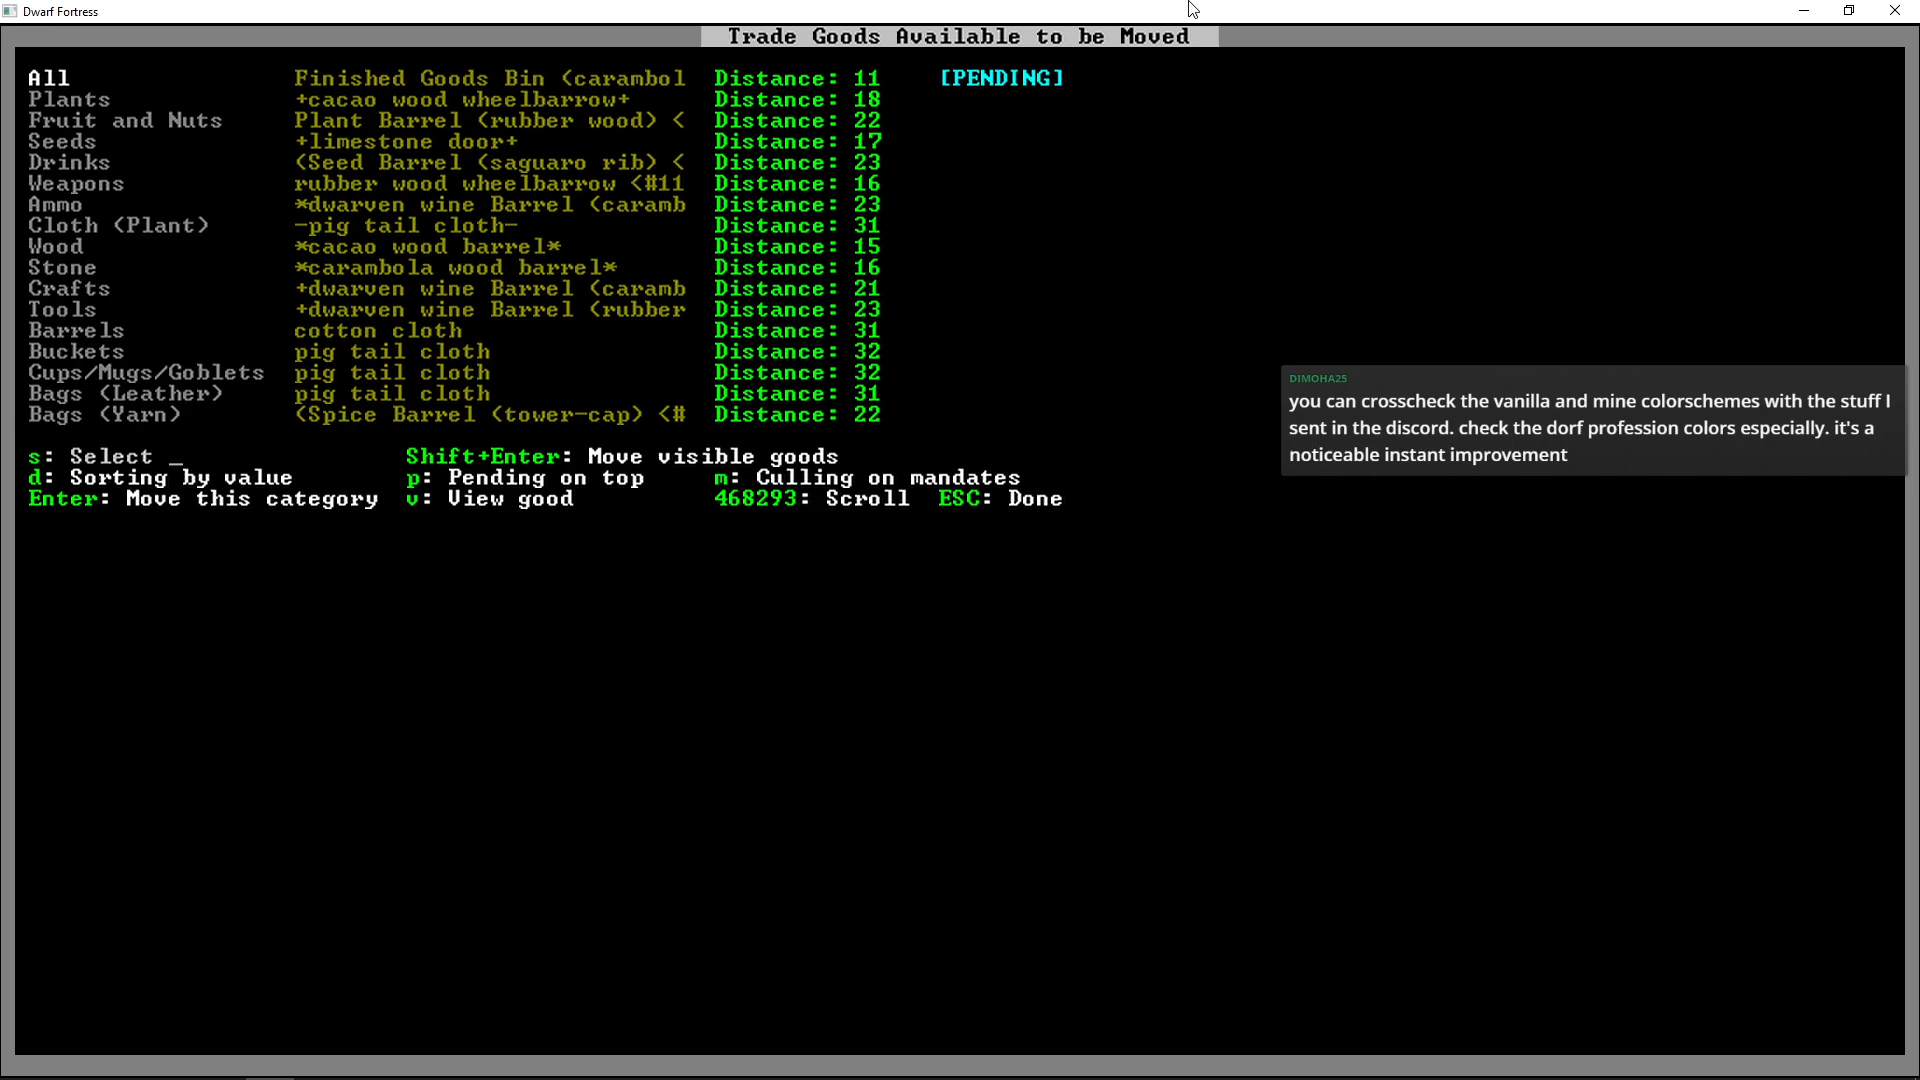 Dwarf Fortress
Trade Goods Available to be Moved
All Finished Goods Bin (carambol Distance: 11 [PENDING]
Plants +cacao wood wheelbarrow+ Distance: 18
Fruit and Nuts Plant Barrel (rubber wood) < Distance: 22
Seeds +limestone door+ Distance: 17
Drinks (Seed Barrel (saguaro rib) < Distance: 23
Weapons rubber wood wheelbarrow <#11 Distance: 16
Ammo *dwarven wine Barrel (caramb Distance: 23
Cloth (Plant) -pig tail cloth- Distance: 31
Wood *cacao wood barrel* Distance: 15
Stone *carambola wood barrel* Distance: 16
Crafts +dwarven wine Barrel (caramb Distance: 21
Tools +dwarven wine Barrel (rubber Distance: 23
Barrels cotton cloth Distance: 31
Buckets pig tail cloth Distance: 32
Cups/Mugs/Goblets pig tail cloth Distance: 32
Bags (Leather) pig tail cloth Distance: 31
Bags (Yarn) (Spice Barrel (tower-cap) <# Distance: 22
s: Select _ Shift+Enter: Move visible goods
d: Sorting by value p: Pending on top m: Culling on mandates
Enter: Move this category v: View good 468293: Scroll ESC: Done
DIMOHA25
you can crosscheck the vanilla and mine colorschemes with the stuff I
sent in the discord. check the dorf profession colors especially. it's a
noticeable instant improvement